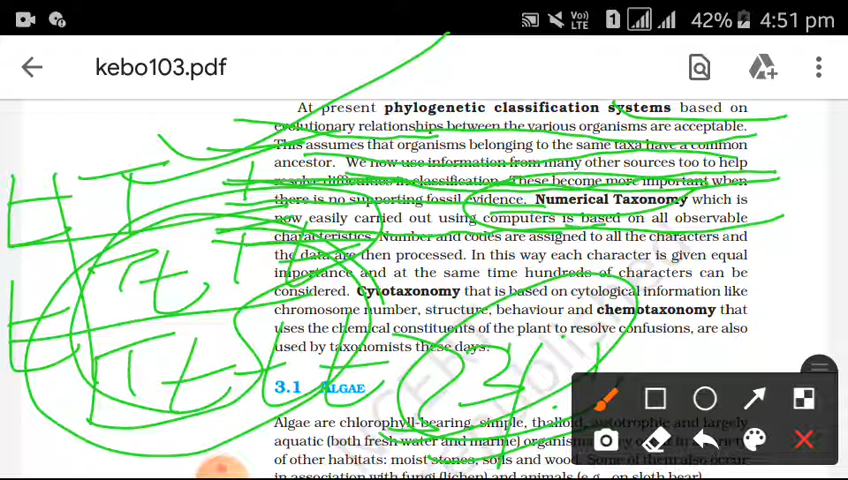 Vo) LTE 1 42% 4:51 pm
kebo103.pdf
At present phylogenetic classification systems based on
evolutionary relationships between the various organisms are acceptable.
This assumes that organisms belonging to the same taxa have a common
ancestor. We now use information from many other sources too to help
resolve difficulties in classification. These become more important when
there is no supporting fossil evidence. Numerical Taxonomy which is
now easily carried out using computers is based on all observable
characteristics. Number and codes are assigned to all the characters and
the data are then processed. In this way each character is given equal
importance and at the same time hundreds of characters can be
considered. Cytotaxonomy that is based on cytological information like
chromosome number, structure, behaviour and chemotaxonomy that
uses the chemical constituents of the plant to resolve confusions, are also
used by taxonomists these days.
3.1 ALGAE
Algae are chlorophyll-bearing, simple, thalloid, autotrophic and largely
aquatic (both fresh water and marine) organisms.
of other habitats: moist stones, soils and wood. Some of them also occur
in association with fungi (lichen) and animals (e.g., on sloth bear).